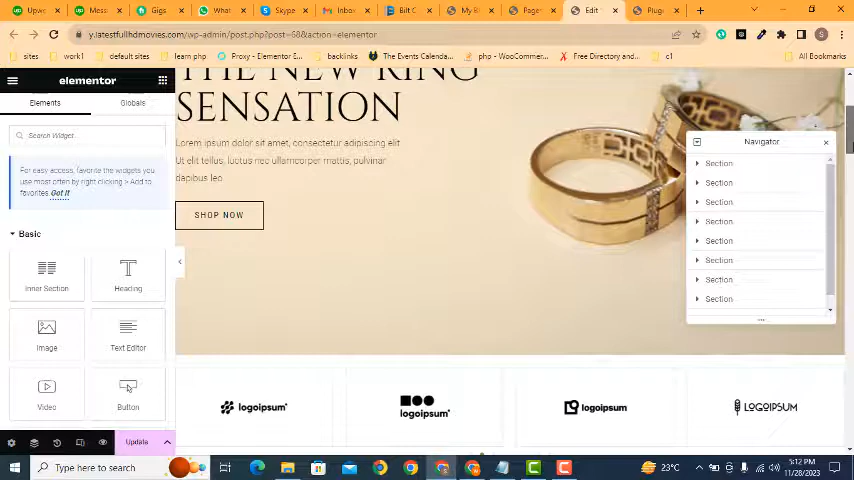 Upwo
Mess
Gigs
What
Skype
Inbox
Bilt C
My Bl
Pages
Edit
Plugi
y.latestfullhdmovies.com/wp-admin/post.php?post=68&action=elementor
sites
work1
default sites
learn php
Proxy - Elementor S...
backlinks
The Events Calenda...
php - WooCommer...
Free Directory and...
c1
All Bookmarks
elementor
Elements
Globals
Search Widget...
For easy access, favorite the widgets you
use most often by right clicking > Add to
favorites. Got It
Basic
Inner Section
Heading
Image
Text Editor
Video
Button
Update
THE NEW RING
SENSATION
Lorem ipsum dolor sit amet, consectetur adipiscing elit
Ut elit tellus, luctus nec ullamcorper mattis, pulvinar
dapibus leo.
SHOP NOW
Navigator
Section
Section
Section
Section
Section
Section
Section
Section
logoipsum
logoipsum
logoipsum
LOGOIPSUM
Type here to search
23°C
5:12 PM
11/28/2023